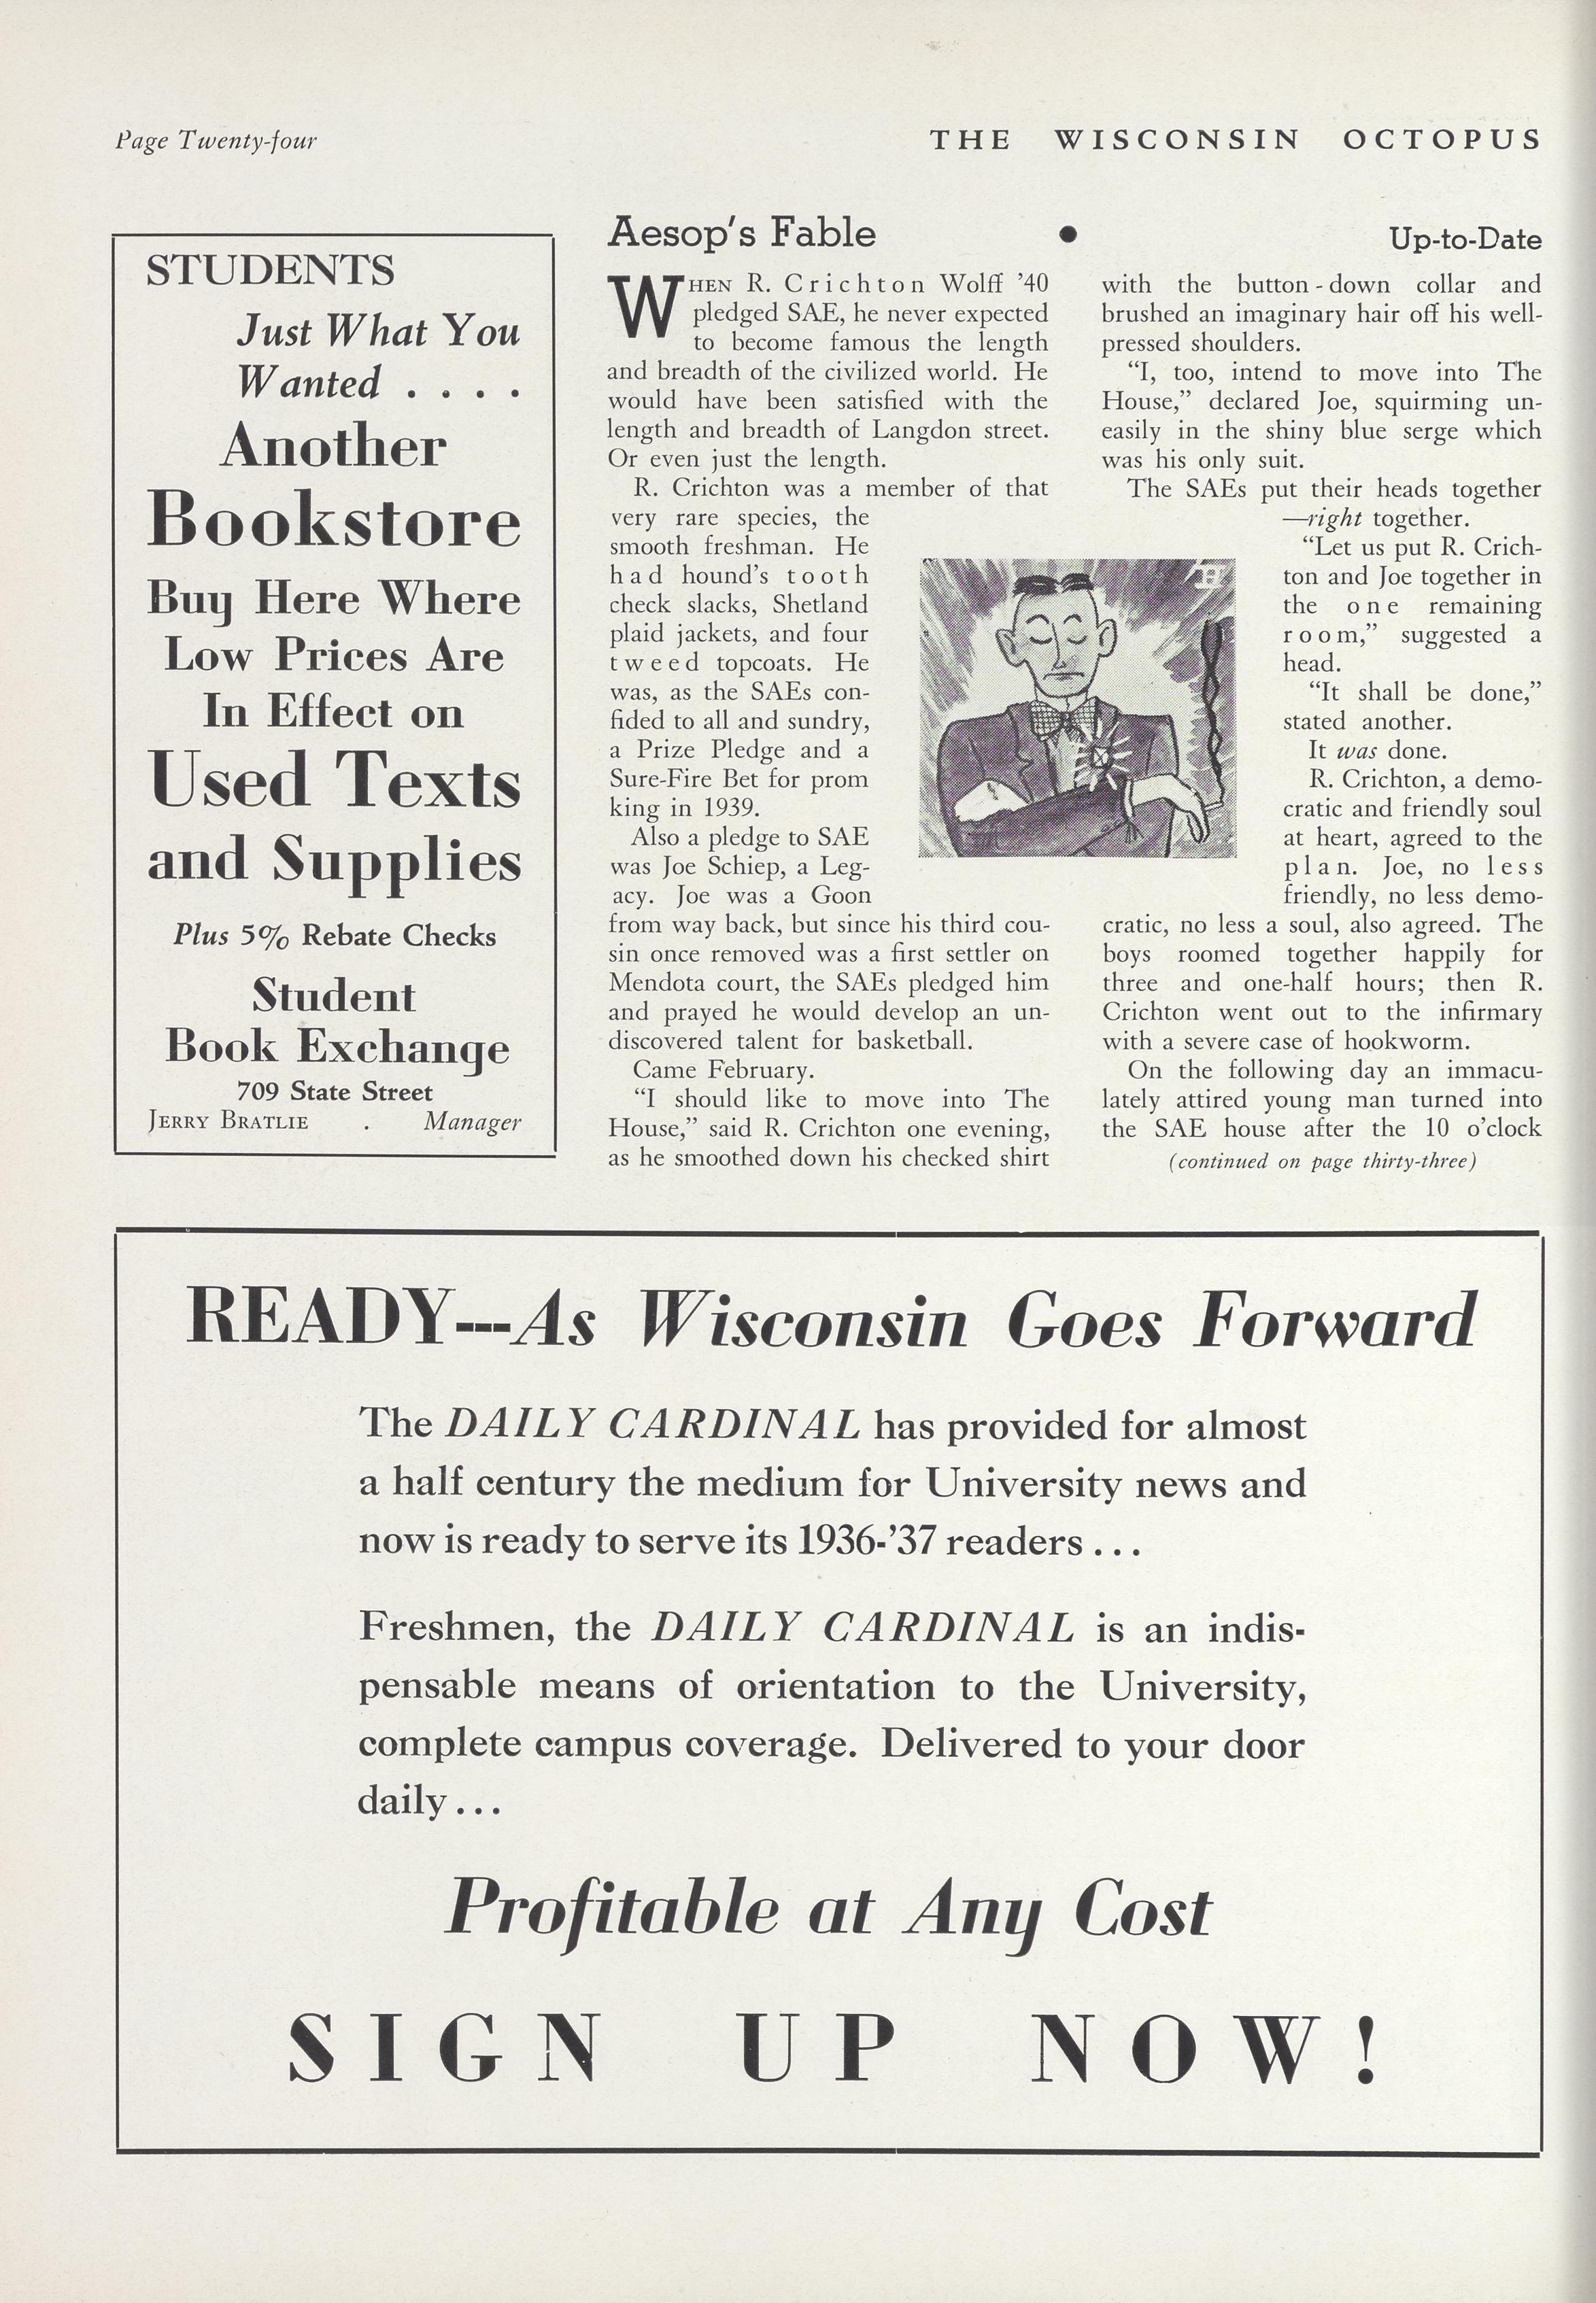 Page Twenty-four
THE WISCONSIN OCTOPUS
STUDENTS
Just What You
Wanted . . . .
Another
Bookstore
Buy Here Where
Low Prices Are
In Effect on
Used Texts
and Supplies
Plus 5% Rebate Checks
Student
Book Exchange
709 State Street
JERRY BRATLIE . Manager
Aesop's Fable • Up-to-Date
WHEN R. Crichton Wolff '40
pledged SAE, he never expected
to become famous the length
and breadth of the civilized world. He
would have been satisfied with the
length and breadth of Langdon street.
Or even just the length.
R. Crichton was a member of that
very rare species, the
smooth freshman. He
had hound's tooth
check slacks, Shetland
plaid jackets, and four
tweed topcoats. He
was, as the SAEs con-
fided to all and sundry,
a Prize Pledge and a
Sure-Fire Bet for prom
king in 1939.
Also a pledge to SAE
was Joe Schiep, a Leg-
acy. Joe was a Goon
from way back, but since his third cou-
sin once removed was a first settler on
Mendota court, the SAEs pledged him
and prayed he would develop an un-
discovered talent for basketball.
Came February.
"I should like to move into The
House," said R. Crichton one evening,
as he smoothed down his checked shirt
with the button-down collar and
brushed an imaginary hair off his well-
pressed shoulders.
"I, too, intend to move into The
House," declared Joe, squirming un-
easily in the shiny blue serge which
was his only suit.
The SAEs put their heads together
—right together.
"Let us put R. Crich-
ton and Joe together in
the one remaining
room," suggested a
head.
"It shall be done,"
stated another.
It was done.
R. Crichton, a demo-
cratic and friendly soul
at heart, agreed to the
plan. Joe, no less
friendly, no less demo-
cratic, no less a soul, also agreed. The
boys roomed together happily for
three and one-half hours; then R.
Crichton went out to the infirmary
with a severe case of hookworm.
On the following day an immacu-
lately attired young man turned into
the SAE house after the 10 o'clock
(continued on page thirty-three)
READY---As Wisconsin Goes Forward
The DAILY CARDINAL has provided for almost
a half century the medium for University news and
now is ready to serve its 1936-'37 readers . . .
Freshmen, the DAILY CARDINAL is an indis-
pensable means of orientation to the University,
complete campus coverage. Delivered to your door
daily . . .
Profitable at Any Cost
SIGN UP NOW!